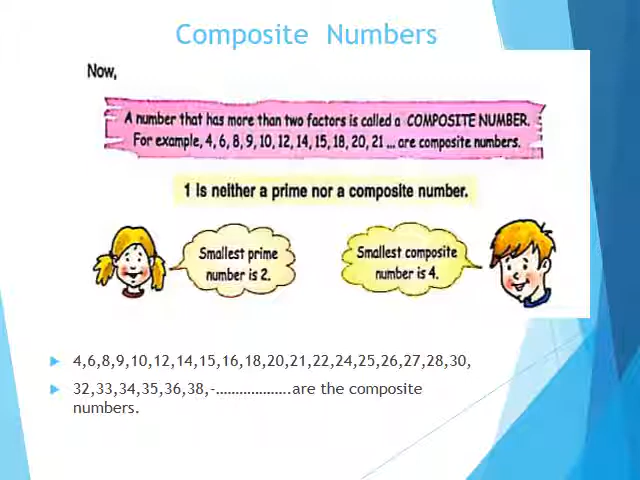 Composite Numbers
Now,
A number that has more than two factors is called a COMPOSITE NUMBER.
For example, 4, 6, 8, 9, 10, 12, 14, 15, 18, 20, 21 ... are composite numbers.
1 Is neither a prime nor a composite number.
Smallest prime
number is 2.
Smallest composite
number is 4.
4,6,8,9,10,12,14,15,16,18,20,21,22,24,25,26,27,28,30,
32,33,34,35,36,38,-……………….are the composite
numbers.